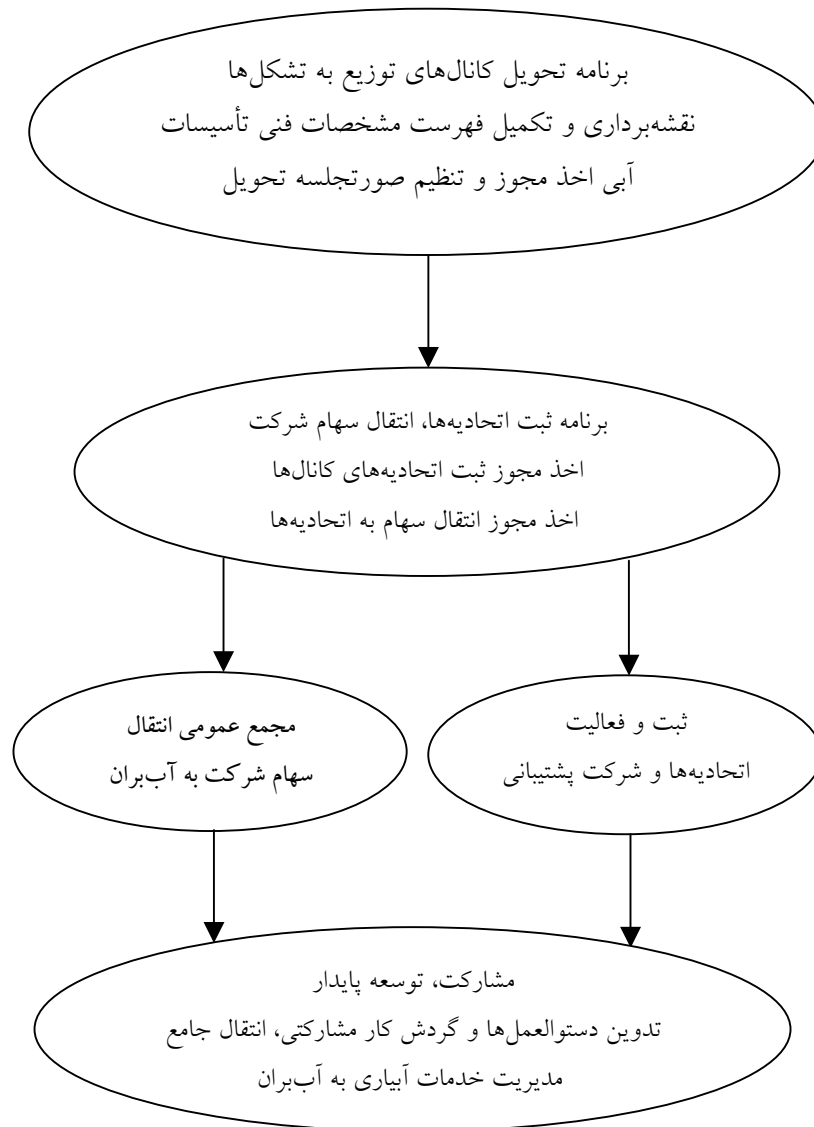 برنامه تحویل کانال‌های توزیع به تشکل‌ها
نقشه‌برداری و تکمیل فهرست مشخصات فنی تأسیسات
آبی اخذ مجوز و تنظیم صورتجلسه تحویل
برنامه ثبت اتحادیه‌ها، انتقال سهام شرکت
اخذ مجوز ثبت اتحادیه‌های کانال‌ها
اخذ مجوز انتقال سهام به اتحادیه‌ها
ثبت و فعالیت
اتحادیه‌ها و شرکت پشتیبانی
مجمع عمومی انتقال
سهام شرکت به آب‌بران
مشارکت، توسعه پایدار
تدوین دستوالعمل‌ها و گردش کار مشارکتی، انتقال جامع
مدیریت خدمات آبیاری به آب‌بران